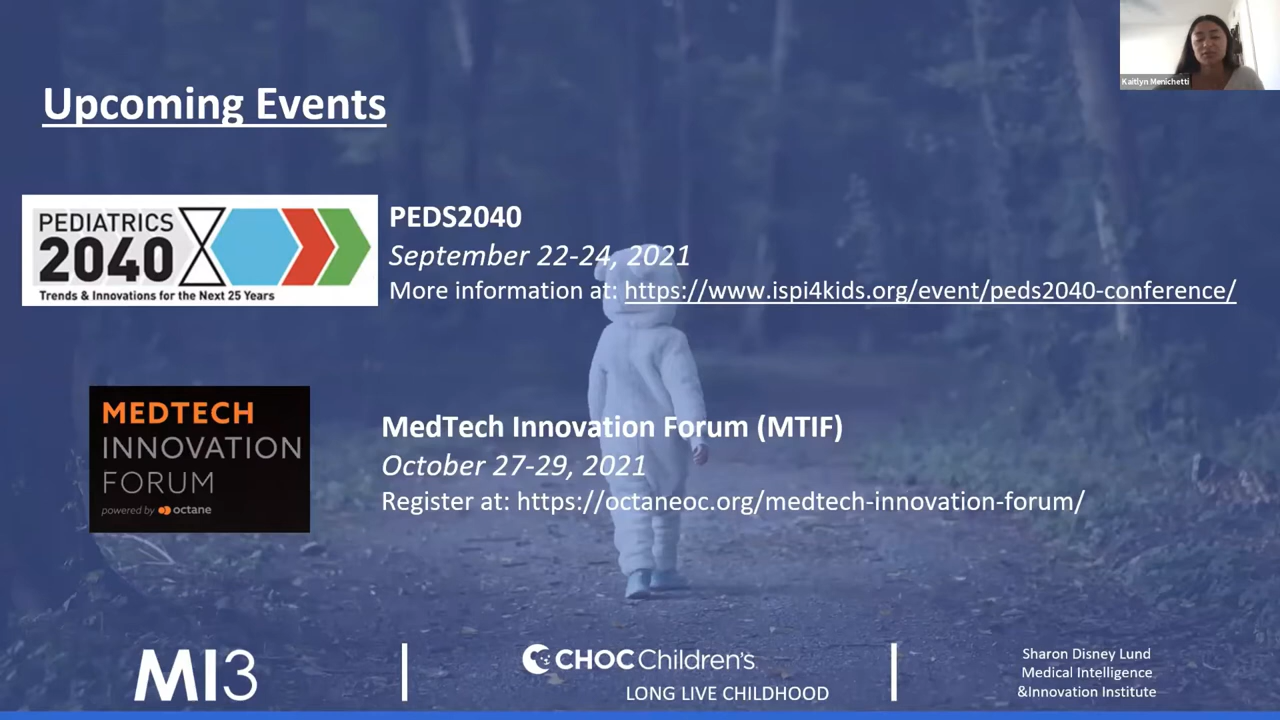 Kaitlyn Menichetti
Upcoming Events
PEDIATRICS
2040
Trends & Innovations for the Next 25 Years
PEDS2040
September 22-24, 2021
More information at: https://www.ispi4kids.org/event/peds2040-conference/
MEDTECH
INNOVATION
FORUM
powered by octane
MedTech Innovation Forum (MTIF)
October 27-29, 2021
Register at: https://octaneoc.org/medtech-innovation-forum/
MI3
CHOC Children's
LONG LIVE CHILDHOOD
Sharon Disney Lund
Medical Intelligence
&Innovation Institute